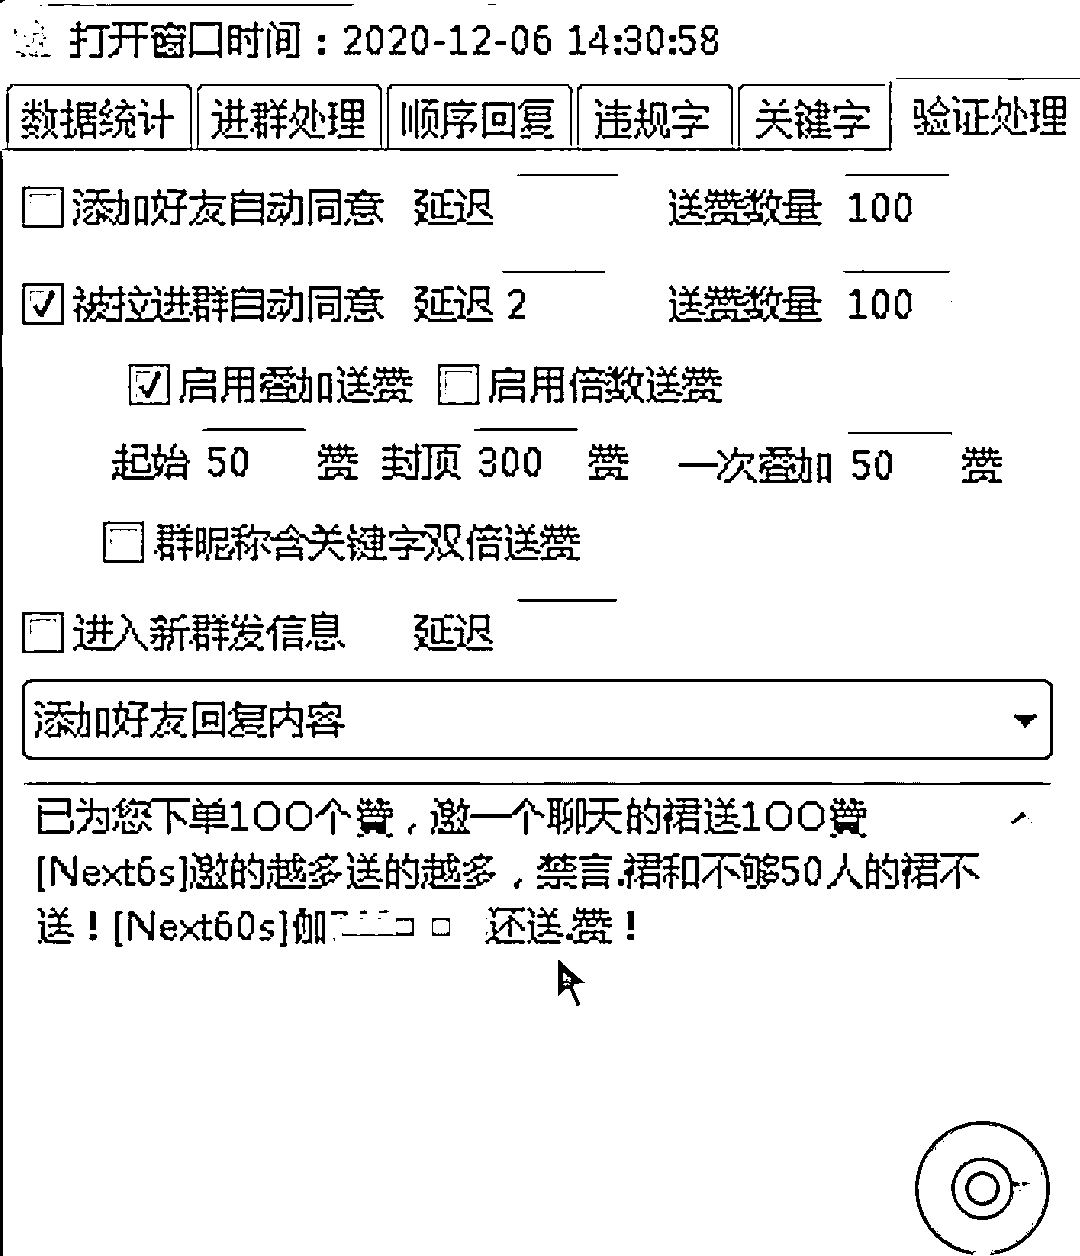 打开窗口时间：2020-12-06 14:30:58
数据统计 进群处理 顺序回复 违规字 关键字 验证处理
添加好友自动同意 延迟 送赞数量 100
被拉进群自动同意 延迟 2 送赞数量 100
启用叠加送赞 启用倍数送赞
起始 50 赞 封顶 300 赞 一次叠加 50 赞
群昵称含关键字双倍送赞
进入新群发信息 延迟
添加好友回复内容
已为您下单1OO个贊，邀一个聊天的裙送1OO贊
[Next6s]邀的越多送的越多，禁言.裙和不够50人的裙不
送！[Next60s]伽 还送.赞！